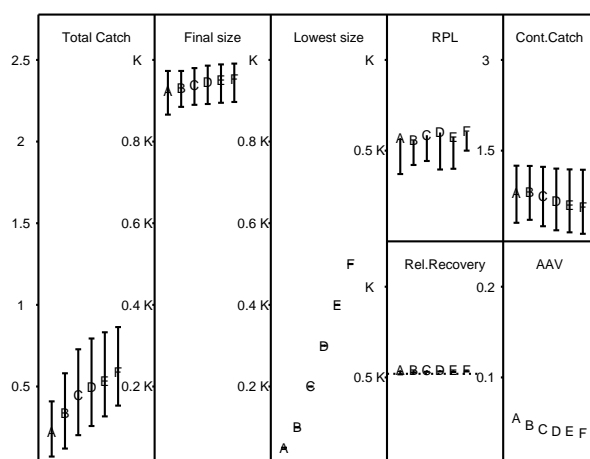 Total Catch Final size Lowest size RPL Cont.Catch
2.5 K K K 3
2 0.8 K 0.8 K 0.5 K 1.5
1.5 0.6 K 0.6 K
Rel.Recovery AAV
1 0.4 K 0.4 K K 0.2
0.5 0.2 K 0.2 K 0.5 K 0.1
A B C D E F
A B C D E F
A B C D E F
A B C D E F
A B C D E F
A B C D E F
A B C D E F